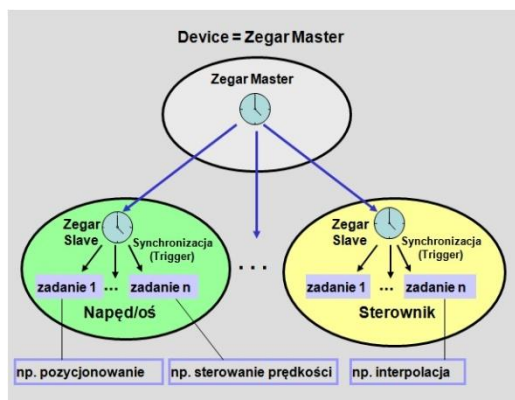 Device = Zegar Master
Zegar Master
Zegar
Slave
Synchronizacja
(Trigger)
zadanie 1
...
zadanie n
Napęd/oś
...
Zegar
Slave
Synchronizacja
(Trigger)
zadanie 1
...
zadanie n
Sterownik
np. pozycjonowanie
np. sterowanie prędkości
np. interpolacja